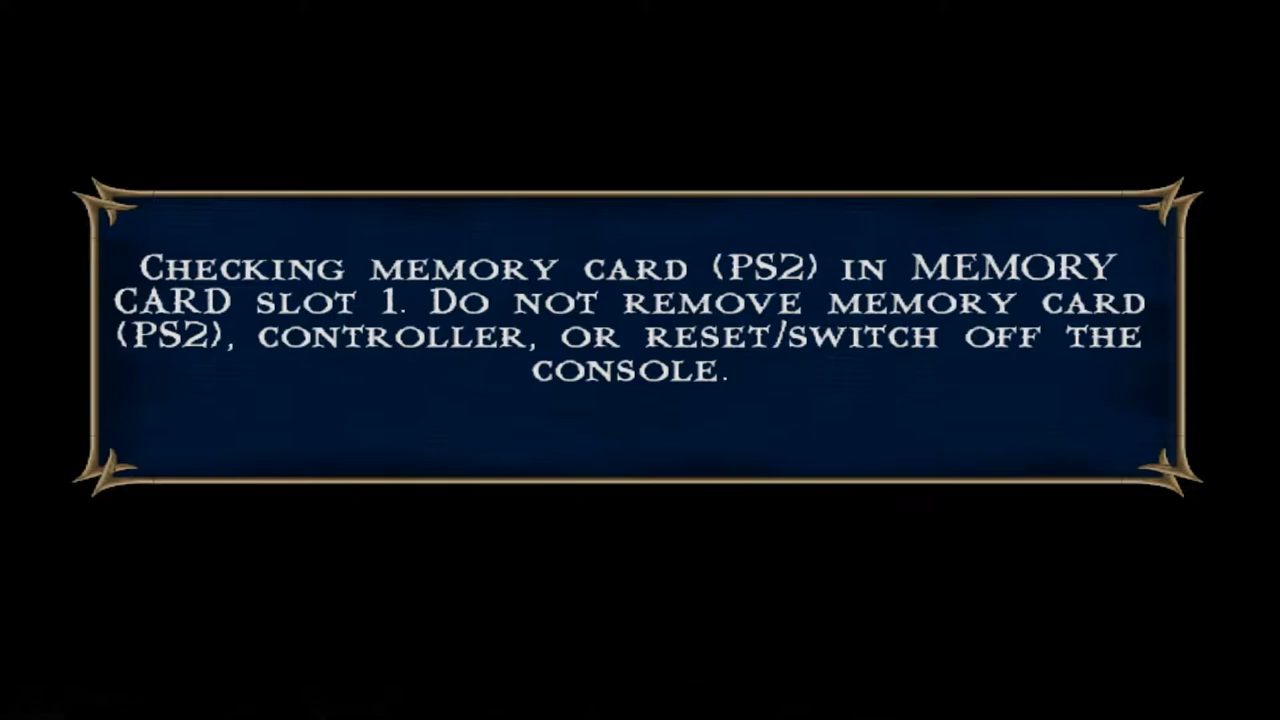 Checking memory card (PS2) in MEMORY
CARD slot 1. Do not remove memory card
(PS2), controller, or reset/switch off the
console.